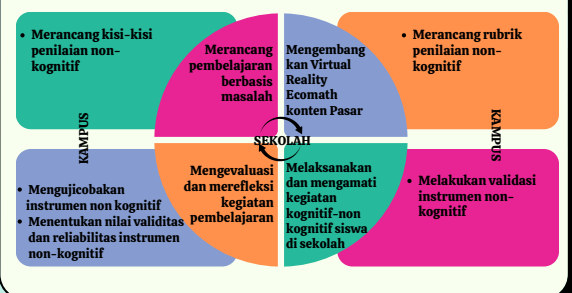 • Merancang kisi-kisi
penilaian non-
kognitif
Merancang
pembelajaran
berbasis
masalah
Mengembang
kan Virtual
Reality
Ecomath
konten Pasar
• Merancang rubrik
penilaian non-
kognitif
KAMPUS
SEKOLAH
KAMPUS
• Mengujicobakan
instrumen non kognitif
• Menentukan nilai validitas
dan reliabilitas instrumen
non-kognitif
Mengevaluasi
dan merefleksi
kegiatan
pembelajaran
Melaksanakan
dan mengamati
kegiatan
kognitif-non
kognitif siswa
di sekolah
• Melakukan validasi
instrumen non-
kognitif